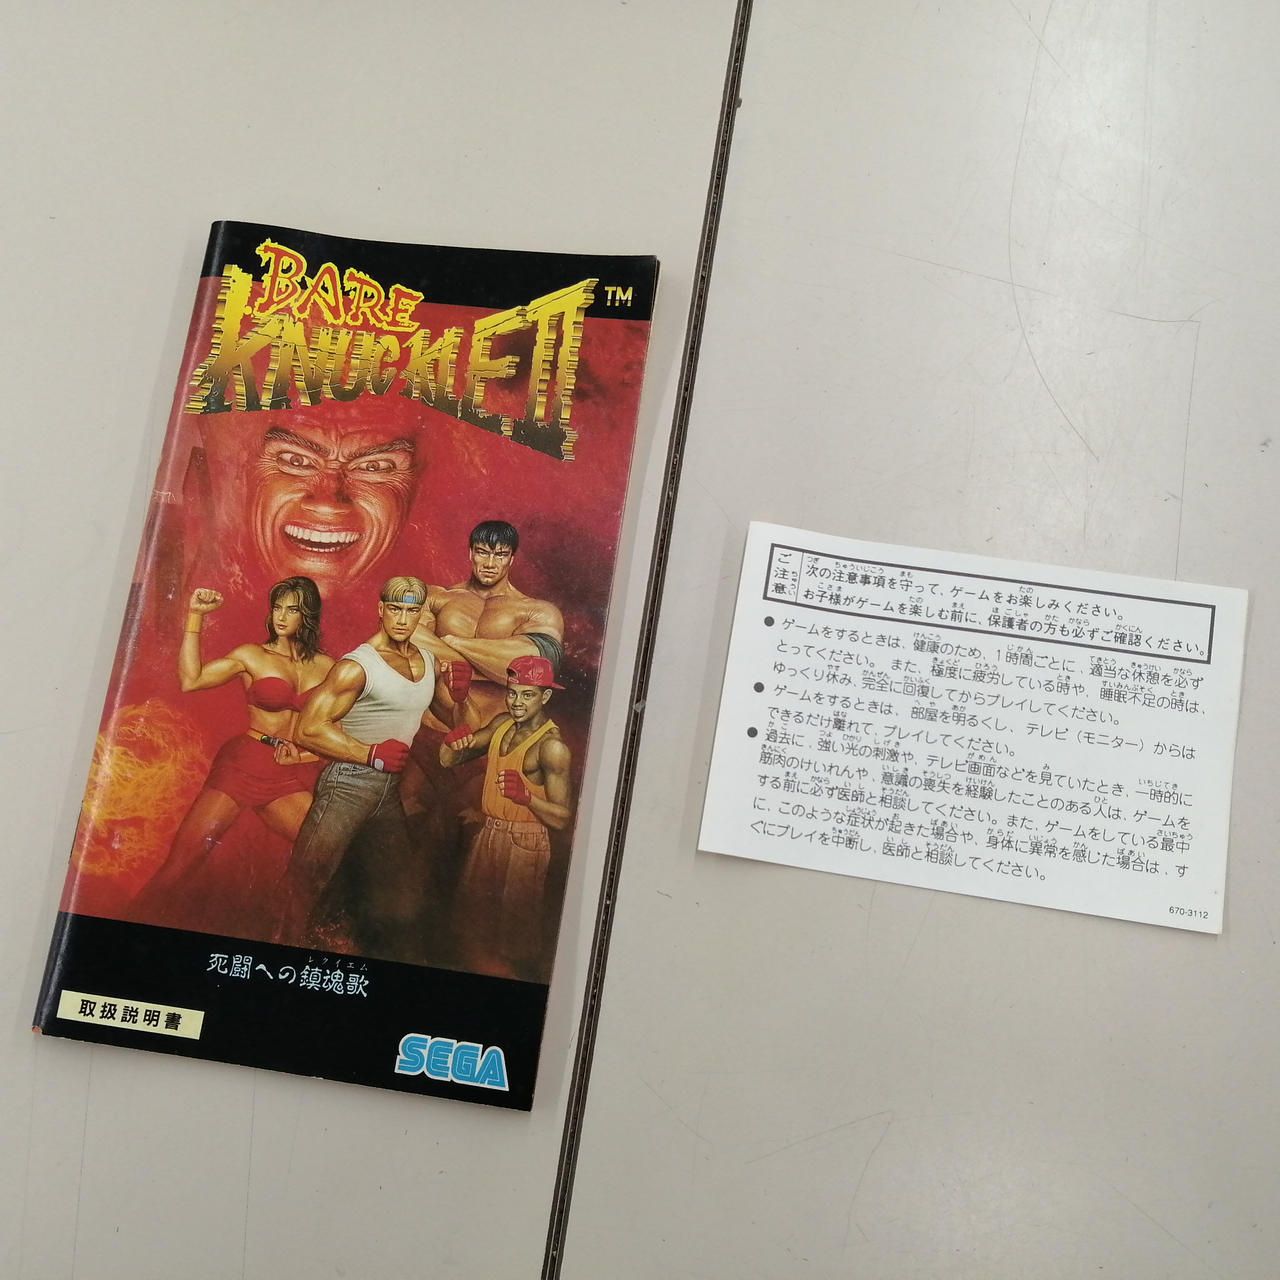 BARE
KNUCKLE II
TM
死闘への鎮魂歌
レクイエム
取扱説明書
SEGA
ご注意
ちゅうい
次の注意事項を守って、ゲームをお楽しみください。
お子様がゲームを楽しむ前に、保護者の方も必ずご確認ください。
●ゲームをするときは、健康のため、1時間ごとに、適当な休憩を必ず
とってください。また、極度に疲労している時や、睡眠不足の時は、
ゆっくり休み、完全に回復してからプレイしてください。
●ゲームをするときは、部屋を明るくし、テレビ（モニター）からは
できるだけ離れて、プレイしてください。
●過去に、強い光の刺激や、テレビ画面などを見ていたとき、一時的に
筋肉のけいれんや、意識の喪失を経験したことのある人は、ゲームを
する前に必ず医師と相談してください。また、ゲームをしている最中
に、このような症状が起きた場合や、身体に異常を感じた場合は、す
ぐにプレイを中断し、医師と相談してください。
670-3112